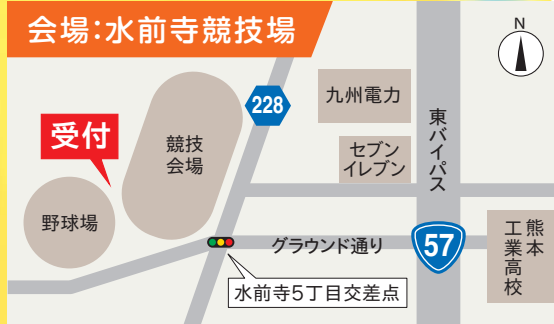 会場:水前寺競技場
N
228
九州電力
東バイパス
受付
競技
会場
セブン
イレブン
野球場
グラウンド通り
57
熊本
工業高校
水前寺5丁目交差点